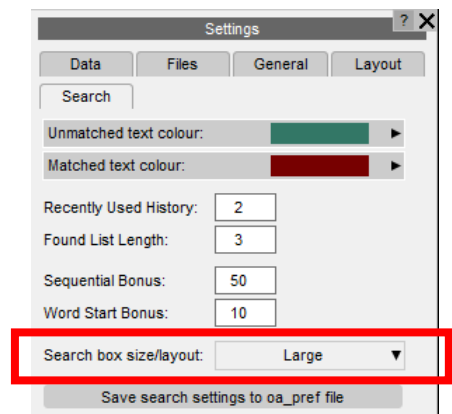 Settings
? X
Data Files General Layout
Search
Unmatched text colour:
Matched text colour:
Recently Used History: 2
Found List Length: 3
Sequential Bonus: 50
Word Start Bonus: 10
Search box size/layout: Large
Save search settings to oa_pref file